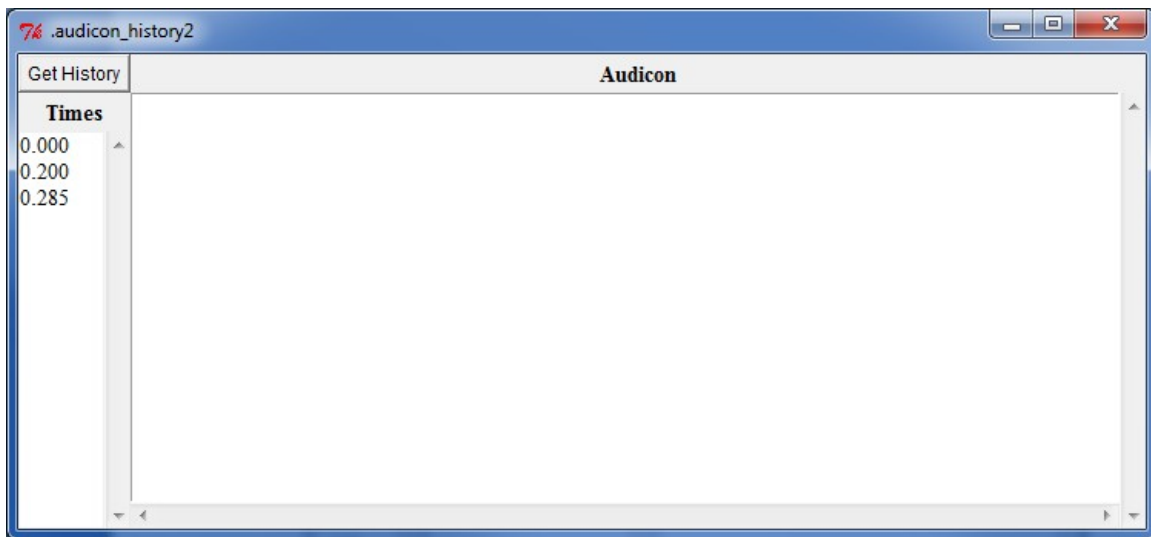 .audicon_history2
Get History
Audicon
Times
0.000
0.200
0.285